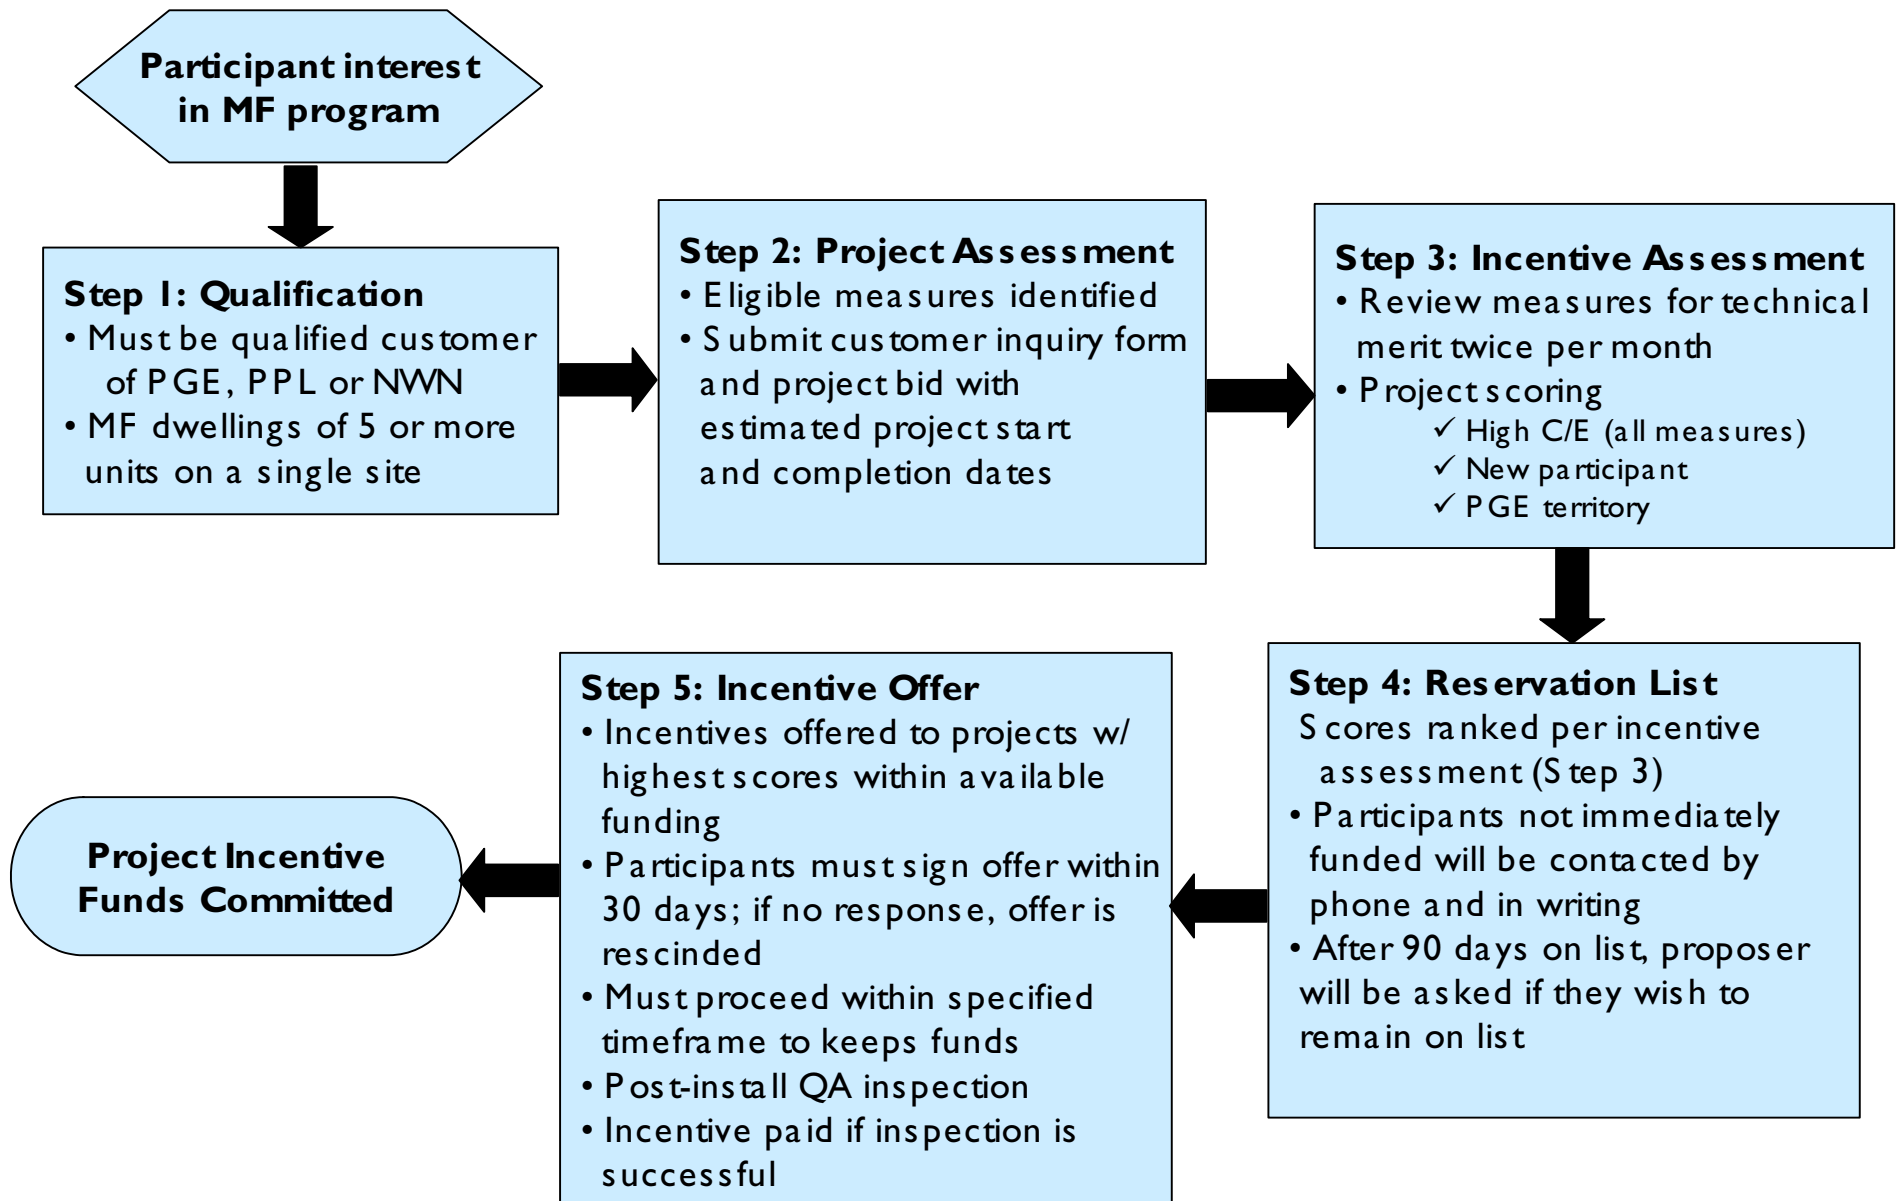 Participant interest
in MF program
Step 1: Qualification
• Must be qualified customer
of PGE, PPL or NWN
• MF dwellings of 5 or more
units on a single site
Step 2: Project Assessment
• Eligible measures identified
• Submit customer inquiry form
and project bid with
estimated project start
and completion dates
Step 3: Incentive Assessment
• Review measures for technical
merit twice per month
• Project scoring
✓ High C/E (all measures)
✓ New participant
✓ PGE territory
Step 4: Reservation List
Scores ranked per incentive
assessment (Step 3)
• Participants not immediately
funded will be contacted by
phone and in writing
• After 90 days on list, proposer
will be asked if they wish to
remain on list
Step 5: Incentive Offer
• Incentives offered to projects w/
highest scores within available
funding
• Participants must sign offer within
30 days; if no response, offer is
rescinded
• Must proceed within specified
timeframe to keeps funds
• Post-install QA inspection
• Incentive paid if inspection is
successful
Project Incentive
Funds Committed